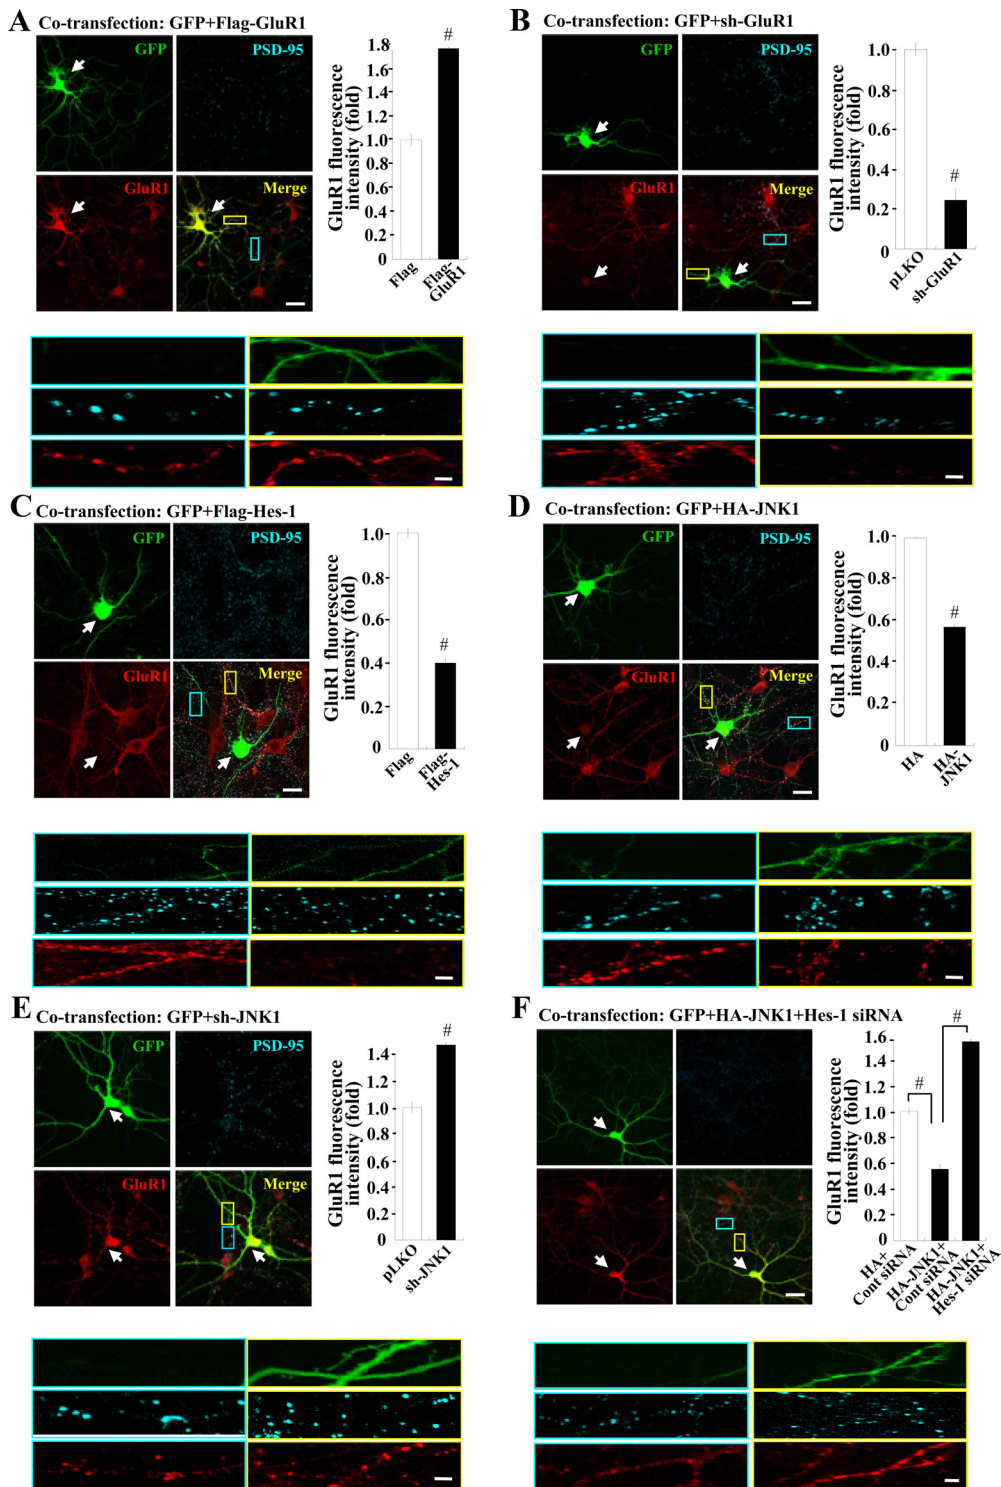 A Co-transfection: GFP+Flag-GluR1
GFP
PSD-95
GluR1
Merge
GluR1 fluorescence
intensity (fold)
1.8
1.6
1.4
1.2
1.0
0.8
0.6
0.4
0.2
0
#
Flag
Flag-
GluR1
B Co-transfection: GFP+sh-GluR1
GFP
PSD-95
GluR1
Merge
GluR1 fluorescence
intensity (fold)
1.0
0.8
0.6
0.4
0.2
0
#
pLKO
sh-GluR1
C Co-transfection: GFP+Flag-Hes-1
GFP
PSD-95
GluR1
Merge
GluR1 fluorescence
intensity (fold)
1.0
0.8
0.6
0.4
0.2
0
#
Flag
Flag-
Hes-1
D Co-transfection: GFP+HA-JNK1
GFP
PSD-95
GluR1
Merge
GluR1 fluorescence
intensity (fold)
1.0
0.8
0.6
0.4
0.2
0
#
HA
HA-
JNK1
E Co-transfection: GFP+sh-JNK1
GFP
PSD-95
GluR1
Merge
GluR1 fluorescence
intensity (fold)
1.4
1.2
1.0
0.8
0.6
0.4
0.2
0
#
pLKO
sh-JNK1
F Co-transfection: GFP+HA-JNK1+Hes-1 siRNA
GluR1 fluorescence
intensity (fold)
1.6
1.4
1.2
1.0
0.8
0.6
0.4
0.2
0
#
#
HA+
Cont siRNA
HA-JNK1+
Cont siRNA
HA-JNK1+
Hes-1 siRNA